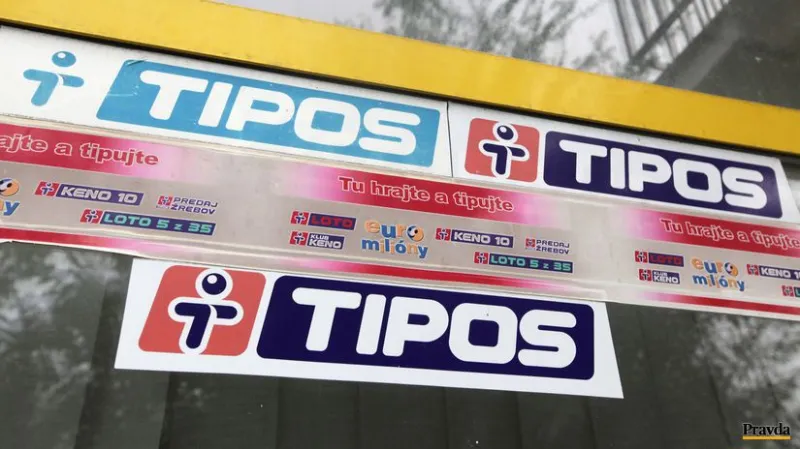 TIPOS
TIPOS
hrajte a tipujte
Tu hrajte a tipujte
Tu hrajte a tipujte
KENO 10
PREDAJ ŽREBOV
LOTO 5 z 35
LOTO
KLUB KENO
euro milióny
KENO 10
PREDAJ ŽREBOV
LOTO 5 z 35
LOTO
KLUB KENO
euro milióny
KENO 10
TIPOS
Pravda